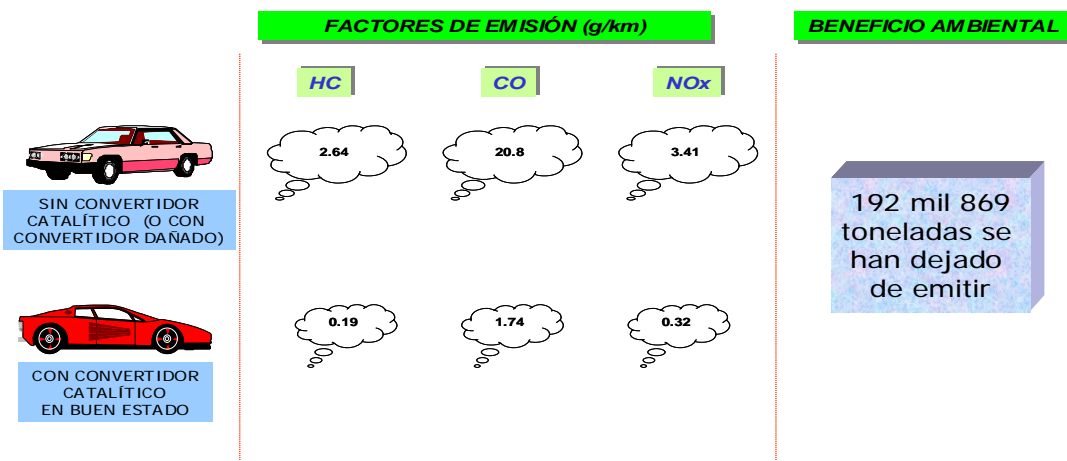 FACTORES DE EMISIÓN (g/km)
BENEFICIO AMBIENTAL
HC
CO
NOx
2.64
20.8
3.41
SIN CONVERTIDOR
CATALÍTICO (O CON
CONVERTIDOR DAÑADO)
192 mil 869
toneladas se
han dejado
de emitir
0.19
1.74
0.32
CON CONVERTIDOR
CATALÍTICO
EN BUEN ESTADO